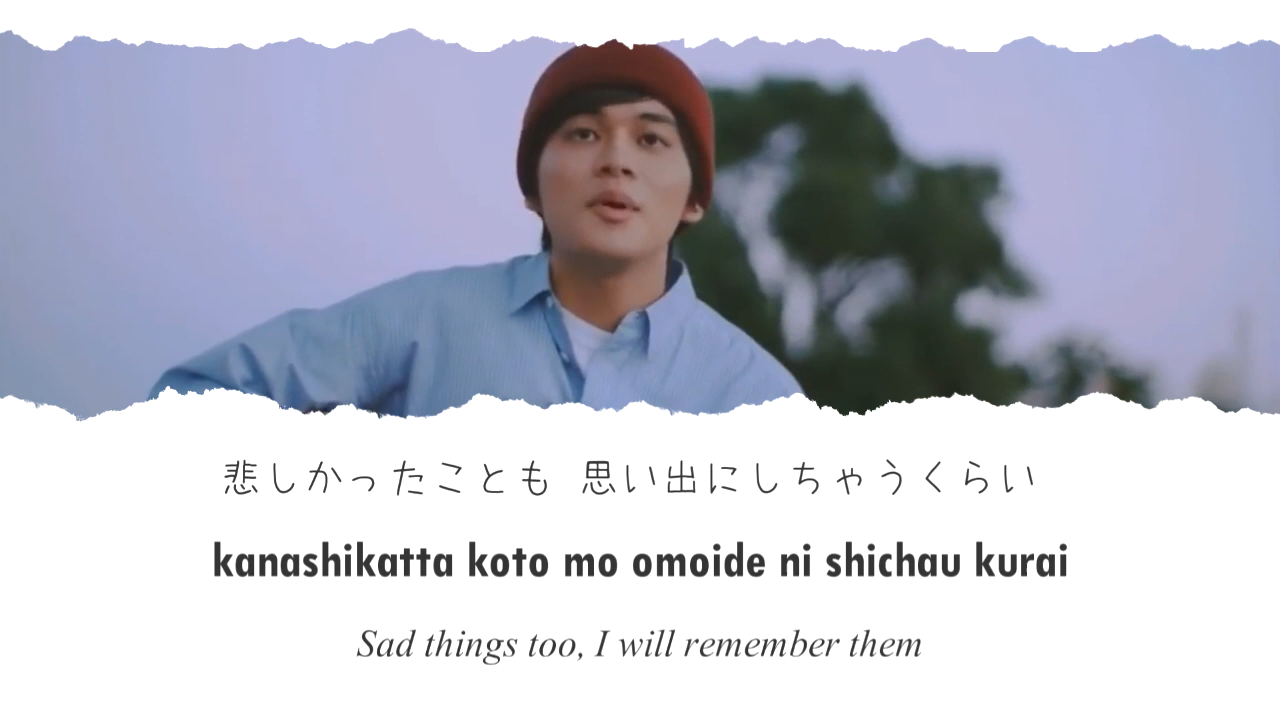 悲しかったことも 思い出にしちゃうくらい
kanashikatta koto mo omoide ni shichau kurai
Sad things too, I will remember them